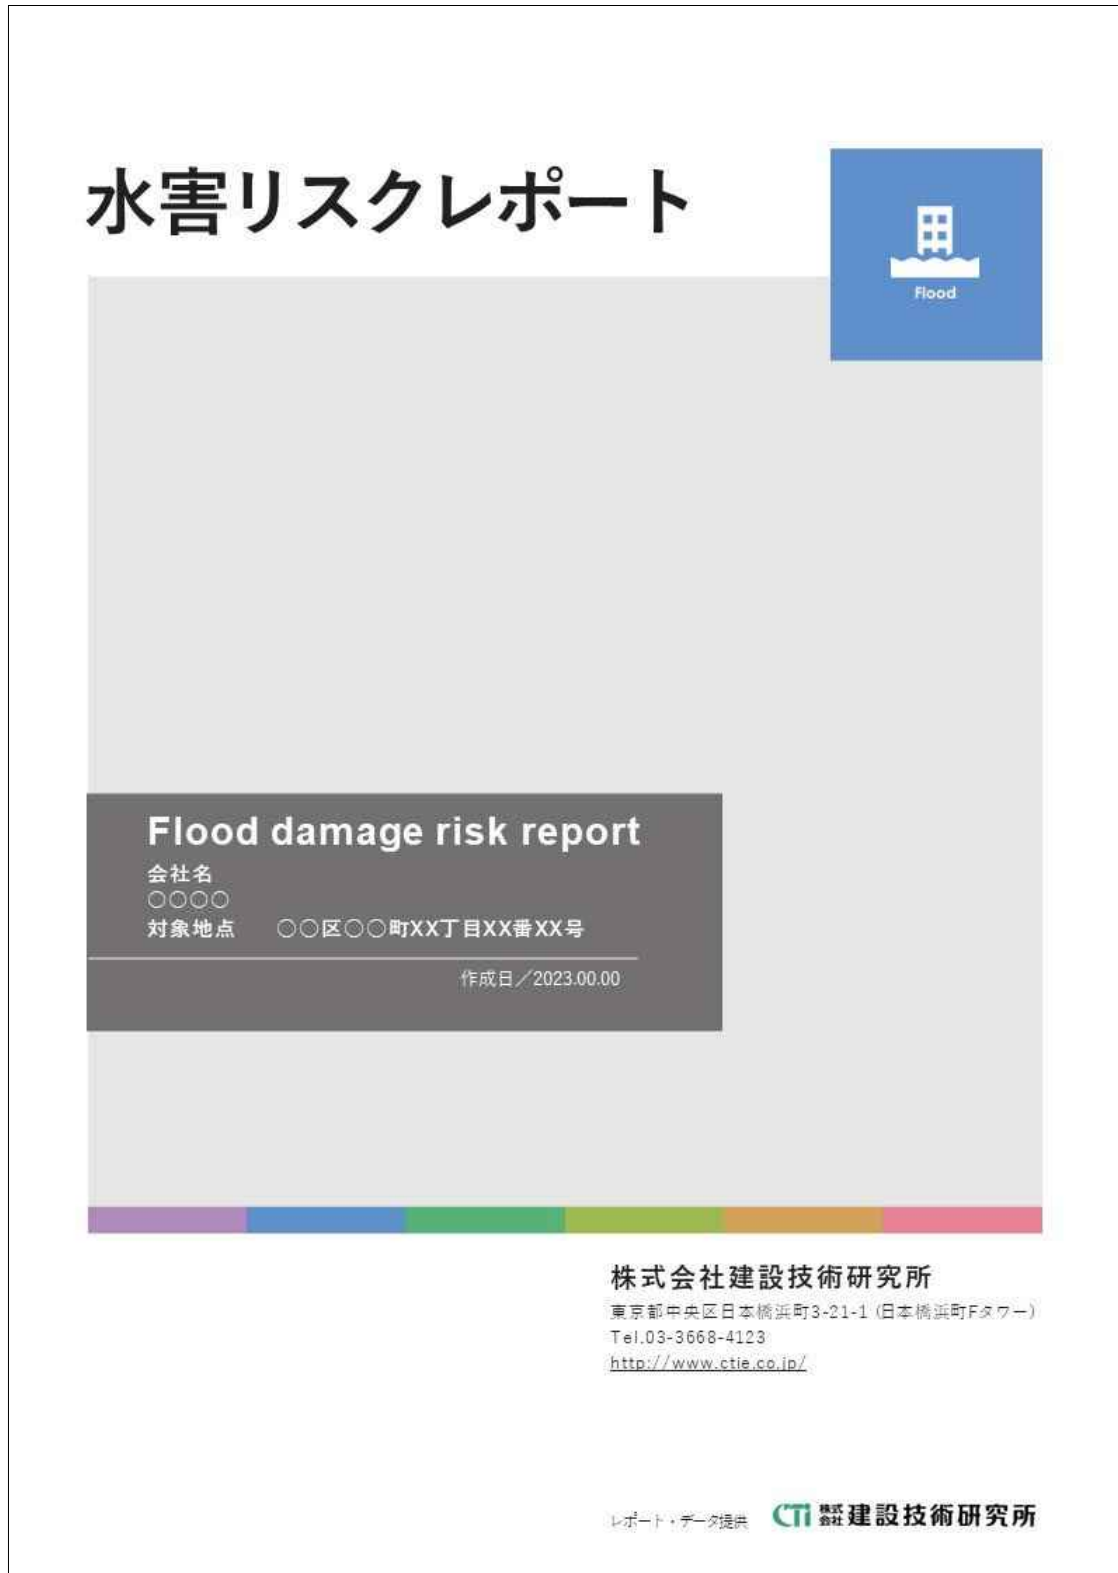 水害リスクレポート
Flood
Flood damage risk report
会社名
○○○○
対象地点 ○○区○○町XX丁目XX番XX号
作成日／2023.00.00
株式会社建設技術研究所
東京都中央区日本橋浜町3-21-1 (日本橋浜町Fタワー)
Tel.03-3668-4123
http://www.ctie.co.jp/
レポート・データ提供 CTi 株式会社建設技術研究所